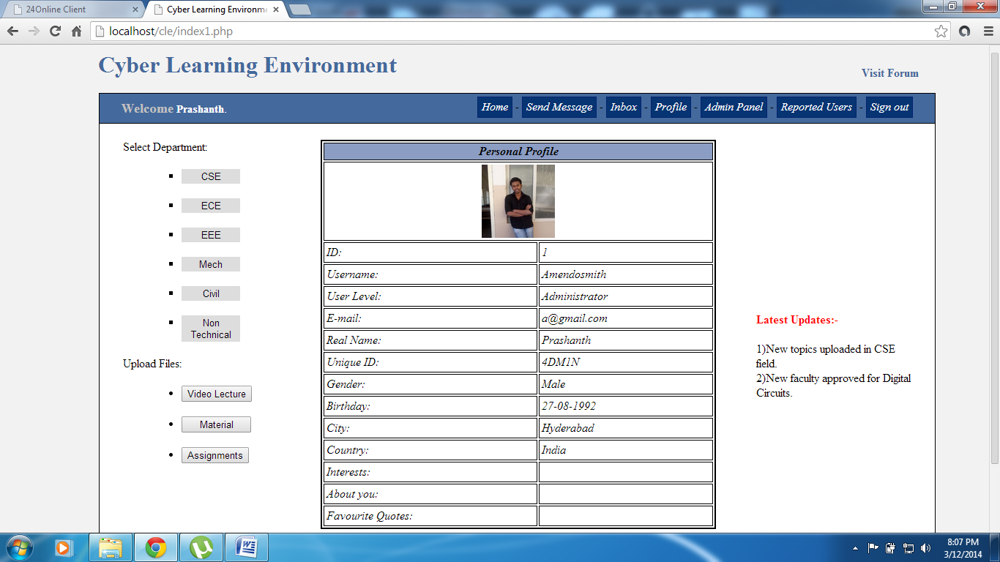 24Online Client
Cyber Learning Environme
localhost/cle/index1.php
Cyber Learning Environment
Visit Forum
Welcome Prashanth.
Home - Send Message - Inbox - Profile - Admin Panel - Reported Users - Sign out
Select Department:
CSE
ECE
EEE
Mech
Civil
Non
Technical
Upload Files:
Video Lecture
Material
Assignments
Personal Profile
ID: 1
Username: Amendosmith
User Level: Administrator
E-mail: a@gmail.com
Real Name: Prashanth
Unique ID: 4DM1N
Gender: Male
Birthday: 27-08-1992
City: Hyderabad
Country: India
Interests:
About you:
Favourite Quotes:
Latest Updates:-
1)New topics uploaded in CSE
field.
2)New faculty approved for Digital
Circuits.
8:07 PM
3/12/2014